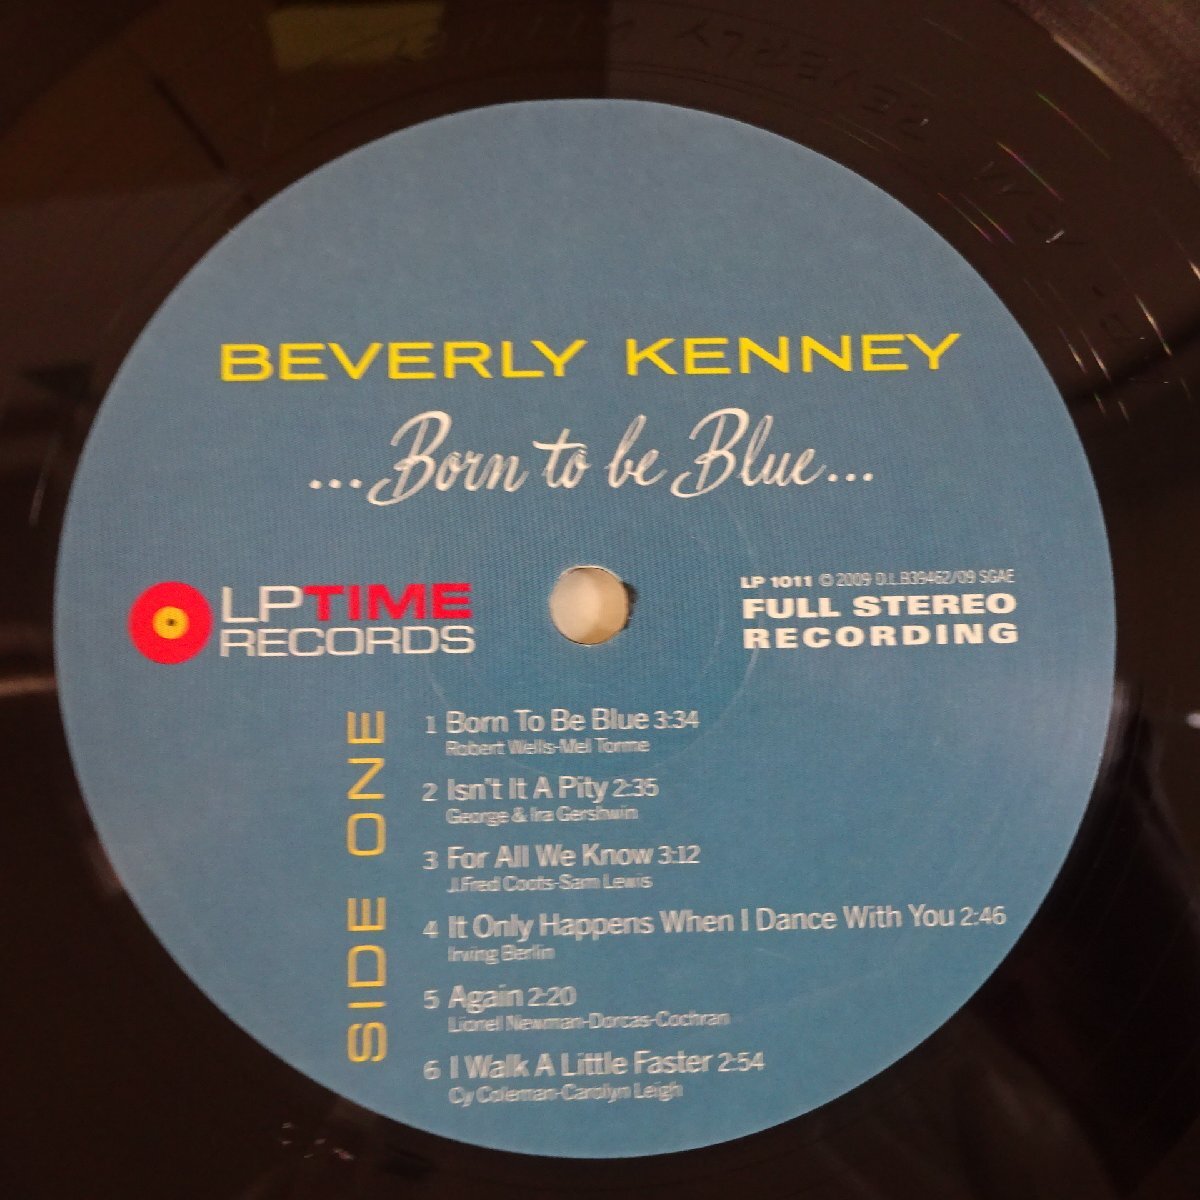 BEVERLY KENNEY
...Born to be Blue...
LPTIME
RECORDS
LP 1011 © 2009 D.L.B39462/09 SGAE
FULL STEREO
RECORDING
SIDE ONE
1 Born To Be Blue 3:34
Robert Wells-Mel Torme
2 Isn't It A Pity 2:35
George & Ira Gershwin
3 For All We Know 3:12
J.Fred Coots-Sam Lewis
4 It Only Happens When I Dance With You 2:46
Irving Berlin
5 Again 2:20
Lionel Newman-Dorcas-Cochran
6 I Walk A Little Faster 2:54
Cy Coleman-Carolyn Leigh